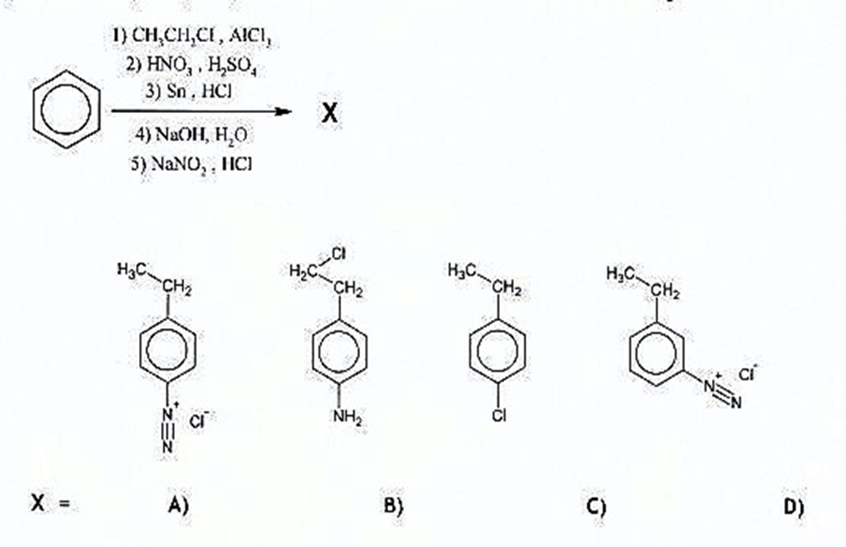 1) CH₃CH₂Cl, AlCl₃
2) HNO₃, H₂SO₄
3) Sn, HCl
X
4) NaOH, H₂O
5) NaNO₂, HCl
H₃C CH₂ N⁺ N Cl⁻
Cl H₂C CH₂ NH₂
H₃C CH₂ Cl
H₃C CH₂ N⁺ N Cl⁻
X = A) B) C) D)